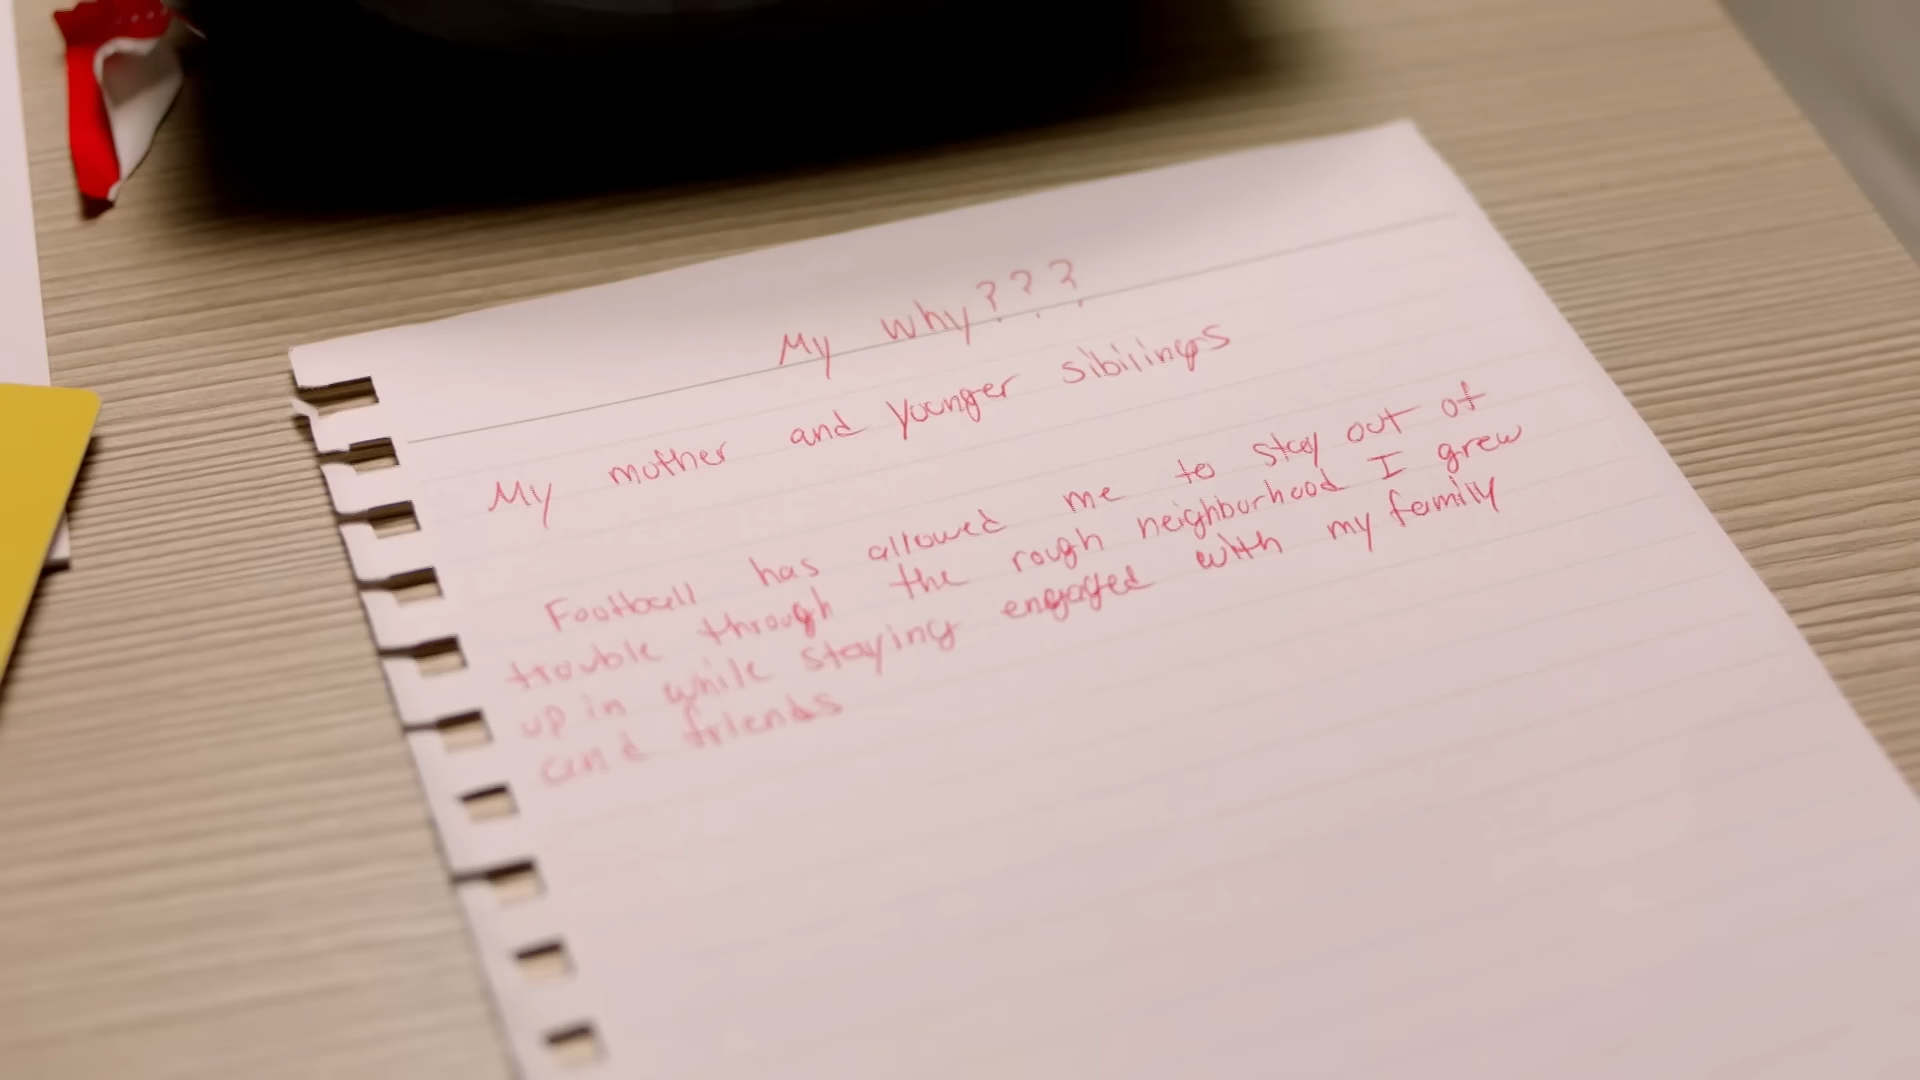 My why???
My mother and younger sibilings
Football has allowed me to stay out of
trouble through the rough neighborhood I grew
up in while staying engaged with my family
and friends